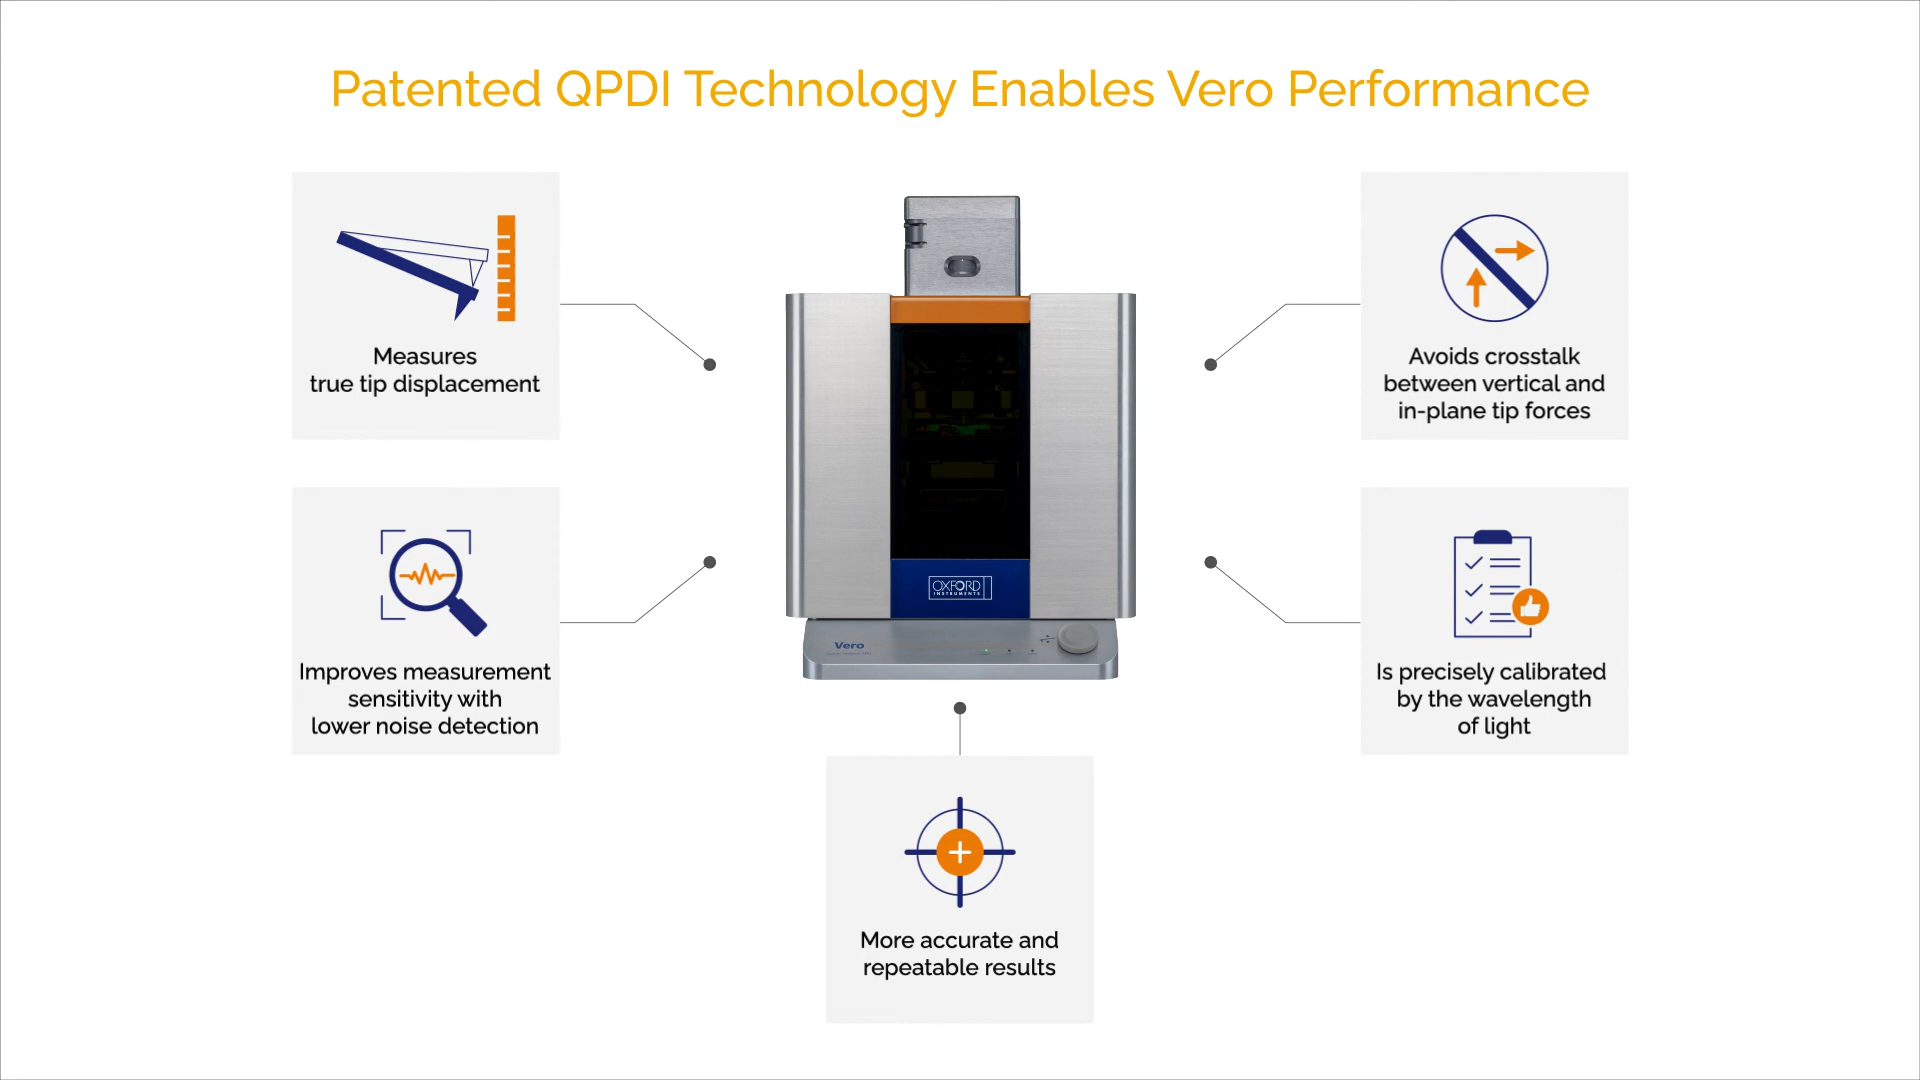 Patented QPDI Technology Enables Vero Performance
Measures
true tip displacement
Avoids crosstalk
between vertical and
in-plane tip forces
Improves measurement
sensitivity with
lower noise detection
Is precisely calibrated
by the wavelength
of light
OXFORD
INSTRUMENTS
Vero
More accurate and
repeatable results